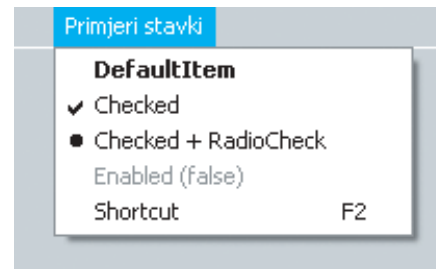 Primjeri stavki
DefaultItem
Checked
Checked + RadioCheck
Enabled (false)
Shortcut F2